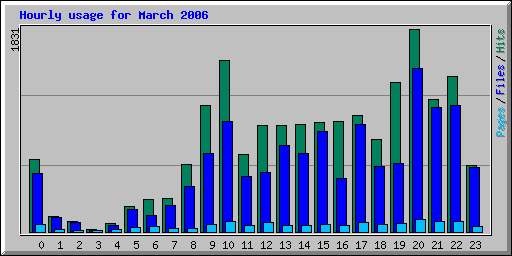 Hourly usage for March 2006
1831
Pages/Files/Hits
0 1 2 3 4 5 6 7 8 9 10 11 12 13 14 15 16 17 18 19 20 21 22 23